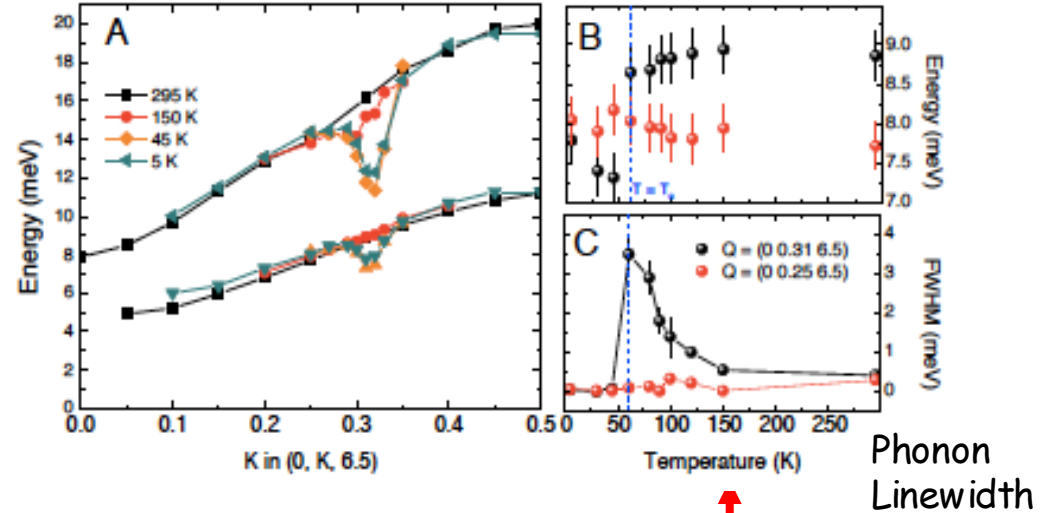 A
295 K
150 K
45 K
5 K
Energy (meV)
20
18
16
14
12
10
8
6
4
2
0
0.0
0.1
0.2
0.3
0.4
0.5
K in (0, K, 6.5)
B
T = Tc
9.0
8.5
8.0
7.5
7.0
Energy (meV)
C
Q = (0 0.31 6.5)
Q = (0 0.25 6.5)
4
3
2
1
0
FWHM (meV)
0
50
100
150
200
250
Temperature (K)
Phonon
Linewidth